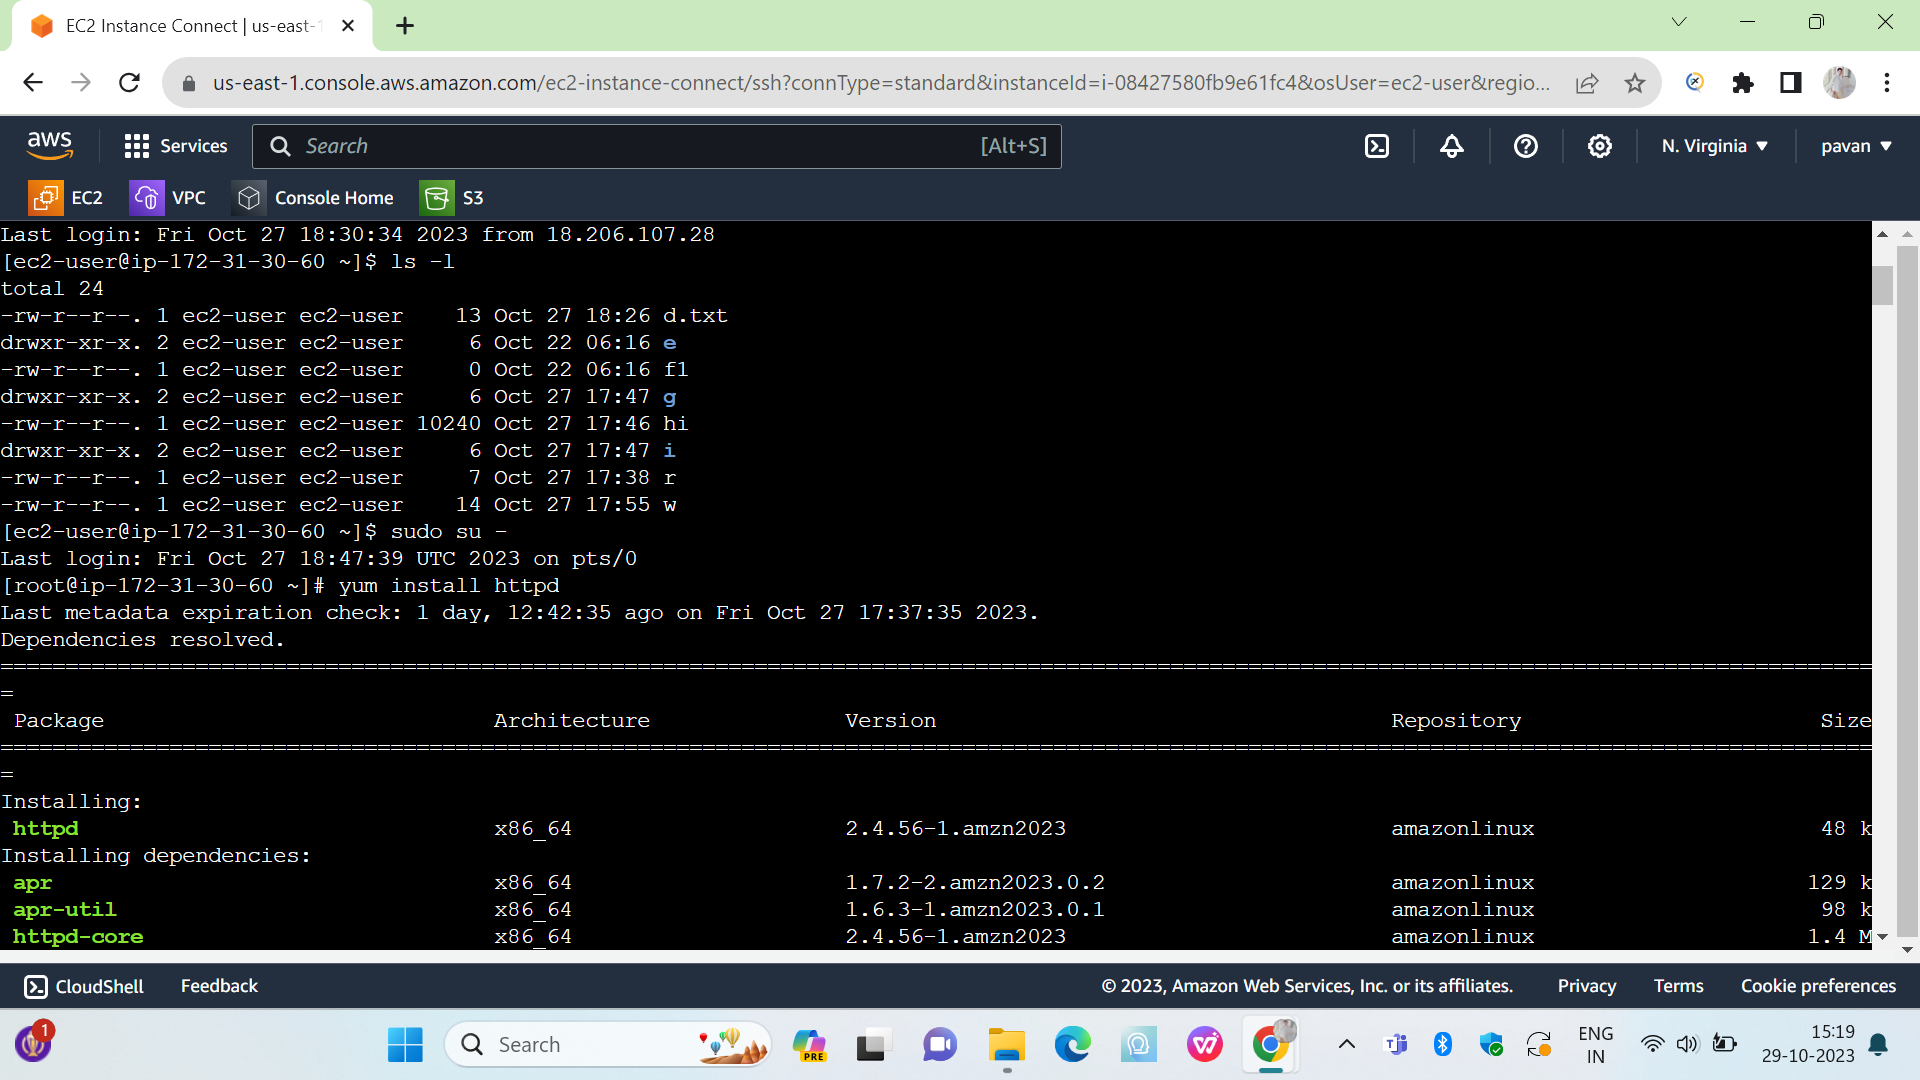 EC2 Instance Connect | us-east-1
us-east-1.console.aws.amazon.com/ec2-instance-connect/ssh?connType=standard&instanceId=i-08427580fb9e61fc4&osUser=ec2-user&regio...
aws Services Search [Alt+S] N. Virginia ▼ pavan ▼
EC2 VPC Console Home S3
Last login: Fri Oct 27 18:30:34 2023 from 18.206.107.28
[ec2-user@ip-172-31-30-60 ~]$ ls -l
total 24
-rw-r--r--. 1 ec2-user ec2-user    13 Oct 27 18:26 d.txt
drwxr-xr-x. 2 ec2-user ec2-user     6 Oct 22 06:16 e
-rw-r--r--. 1 ec2-user ec2-user     0 Oct 22 06:16 f1
drwxr-xr-x. 2 ec2-user ec2-user     6 Oct 27 17:47 g
-rw-r--r--. 1 ec2-user ec2-user 10240 Oct 27 17:46 hi
drwxr-xr-x. 2 ec2-user ec2-user     6 Oct 27 17:47 i
-rw-r--r--. 1 ec2-user ec2-user     7 Oct 27 17:38 r
-rw-r--r--. 1 ec2-user ec2-user    14 Oct 27 17:55 w
[ec2-user@ip-172-31-30-60 ~]$ sudo su -
Last login: Fri Oct 27 18:47:39 UTC 2023 on pts/0
[root@ip-172-31-30-60 ~]# yum install httpd
Last metadata expiration check: 1 day, 12:42:35 ago on Fri Oct 27 17:37:35 2023.
Dependencies resolved.
================================================================================================================================================
=
Package Architecture Version Repository Size
================================================================================================================================================
=
Installing:
httpd x86_64 2.4.56-1.amzn2023 amazonlinux 48 k
Installing dependencies:
apr x86_64 1.7.2-2.amzn2023.0.2 amazonlinux 129 k
apr-util x86_64 1.6.3-1.amzn2023.0.1 amazonlinux 98 k
httpd-core x86_64 2.4.56-1.amzn2023 amazonlinux 1.4 M
CloudShell Feedback © 2023, Amazon Web Services, Inc. or its affiliates. Privacy Terms Cookie preferences
1 Search PRE ENG 15:19
IN 29-10-2023